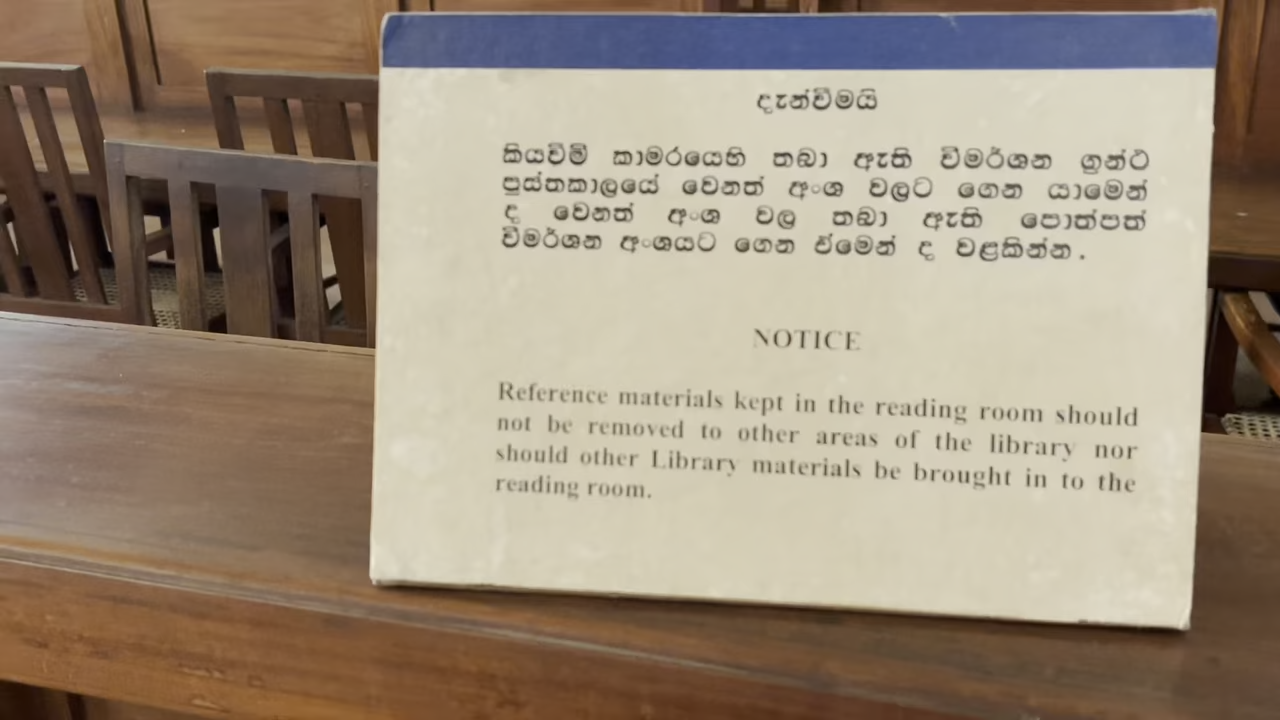 දැන්වීමයි
කියවීම් කාමරයෙහි තබා ඇති විමර්ශන ග්‍රන්ථ
පුස්තකාලයේ වෙනත් අංශ වලට ගෙන යාමෙන්
ද වෙනත් අංශ වල තබා ඇති පොත්පත්
විමර්ශන අංශයට ගෙන ඒමෙන් ද වළකින්න.
NOTICE
Reference materials kept in the reading room should
not be removed to other areas of the library nor
should other Library materials be brought in to the
reading room.